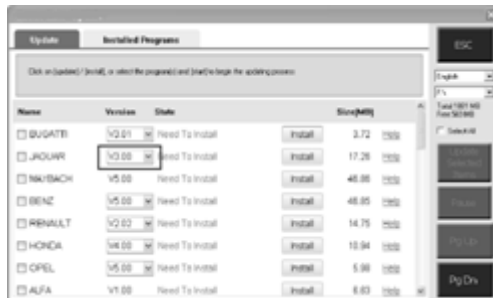 Update Installed Programs ESC
Click on [update] / [install], or select the program(s) and [start] to begin the updating process
English
F:\
Name Version State Size(MB)
Select All
BUGATTI V3.01 Need To Install Install 3.72 Help
JAGUAR V3.00 Need To Install Install 17.26 Help
Update Selected Items
MAYBACH V5.00 Need To Install Install 46.86 Help
BENZ V5.00 Need To Install Install 46.85 Help
Pause
RENAULT V2.02 Need To Install Install 14.75 Help
HONDA V4.00 Need To Install Install 10.94 Help
Pg Up
OPEL V5.00 Need To Install Install 5.98 Help
ALFA V1.00 Need To Install Install 6.63 Help
Pg Dn